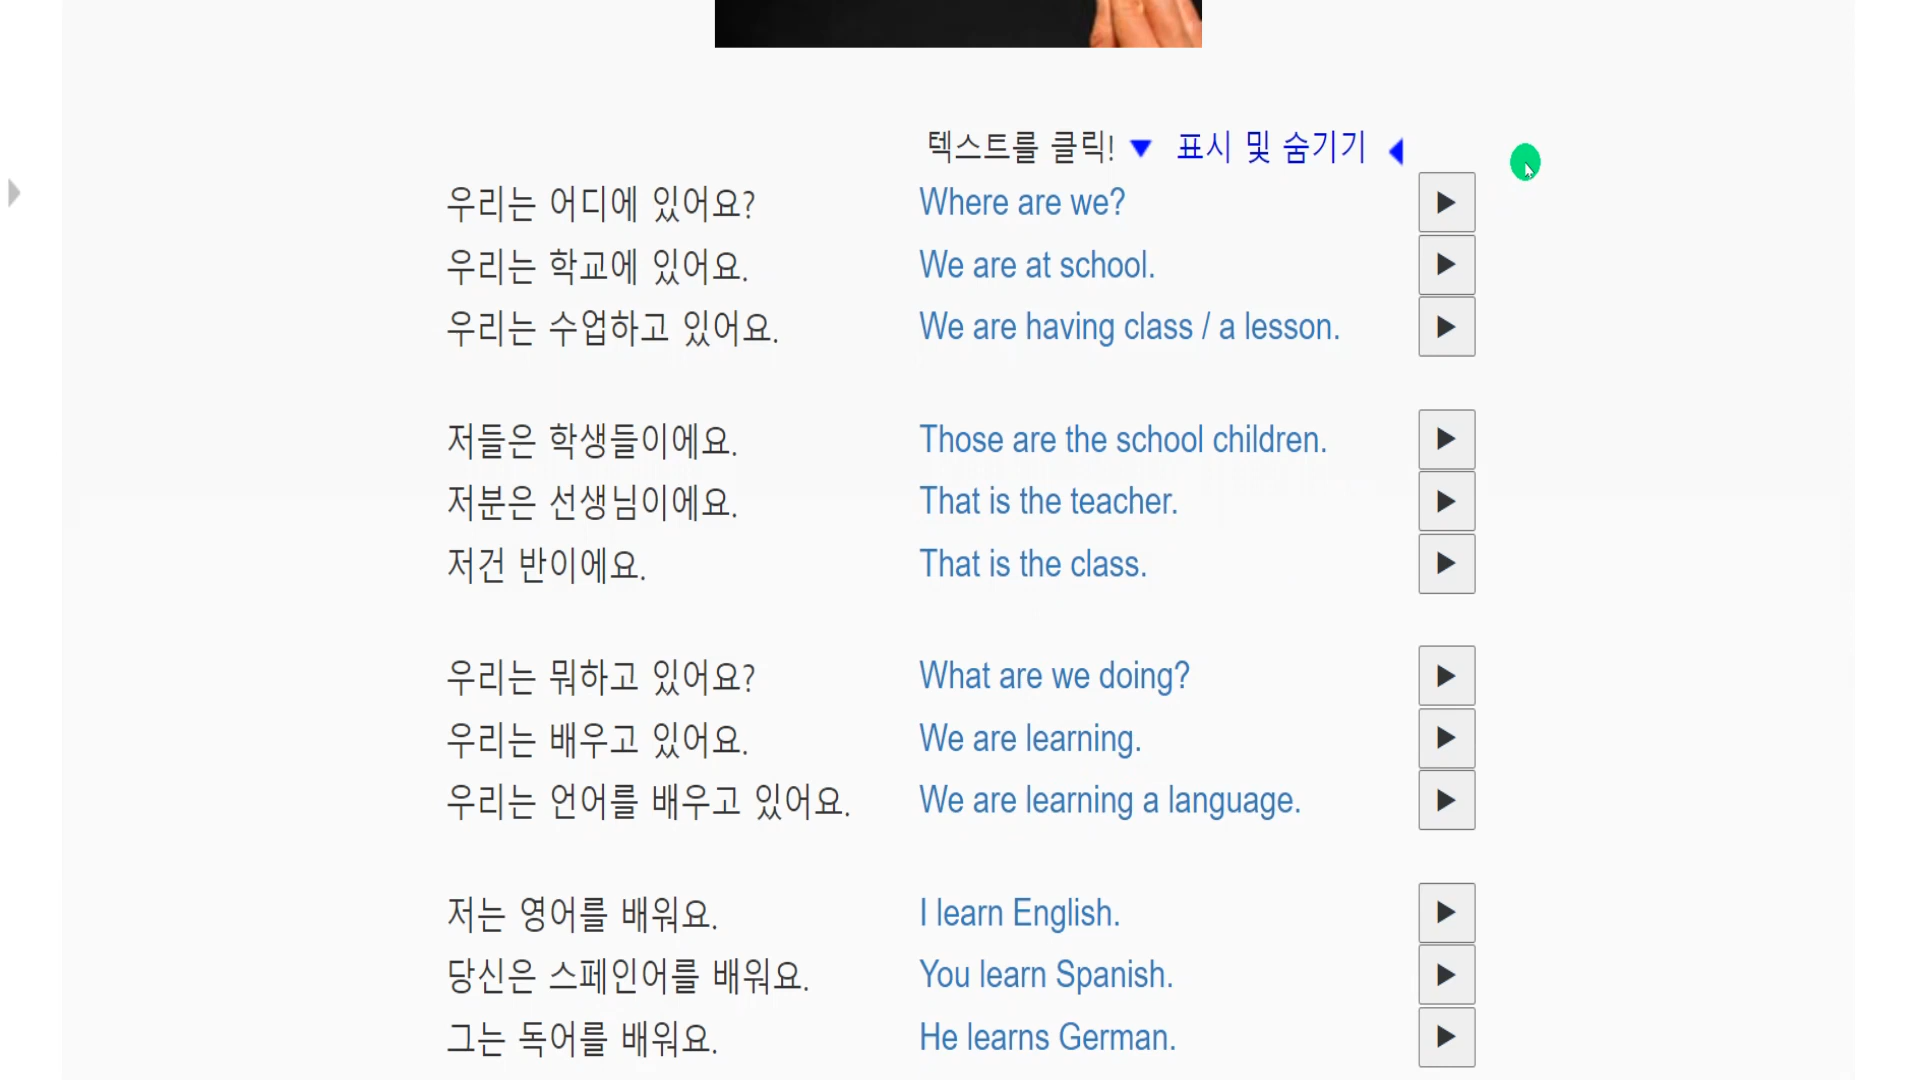 텍스트를 클릭! ▼ 표시 및 숨기기 ◀
우리는 어디에 있어요? Where are we?
우리는 학교에 있어요. We are at school.
우리는 수업하고 있어요. We are having class / a lesson.
저들은 학생들이에요. Those are the school children.
저분은 선생님이에요. That is the teacher.
저건 반이에요. That is the class.
우리는 뭐하고 있어요? What are we doing?
우리는 배우고 있어요. We are learning.
우리는 언어를 배우고 있어요. We are learning a language.
저는 영어를 배워요. I learn English.
당신은 스페인어를 배워요. You learn Spanish.
그는 독어를 배워요. He learns German.